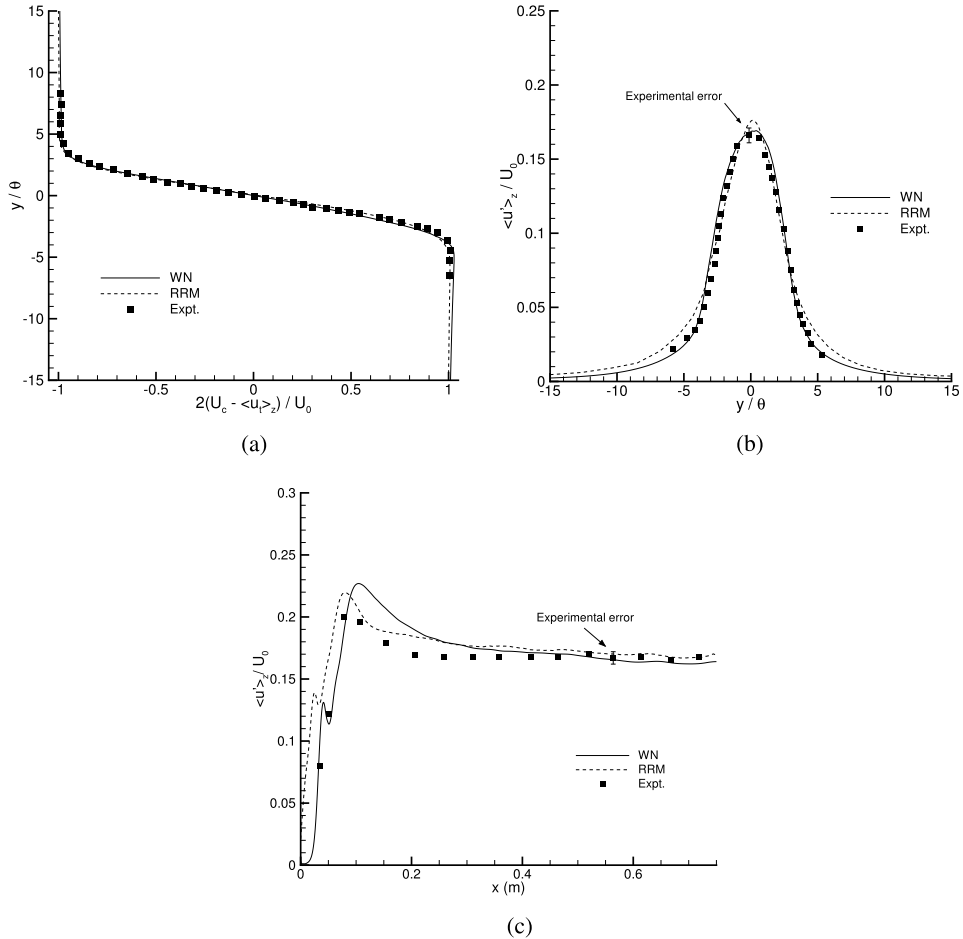 15
10
5
0
-5
-10
-15
y / θ
WN
RRM
Expt.
-1 -0.5 0 0.5 1
2(U_c - <u_t>_z) / U_0
(a)
0.25
0.2
0.15
0.1
0.05
0
<u'>_z / U_0
Experimental error
WN
RRM
Expt.
-15 -10 -5 0 5 10 15
y / θ
(b)
0.3
0.25
0.2
0.15
0.1
0.05
0
<u'>_z / U_0
Experimental error
WN
RRM
Expt.
0 0.2 0.4 0.6
x (m)
(c)